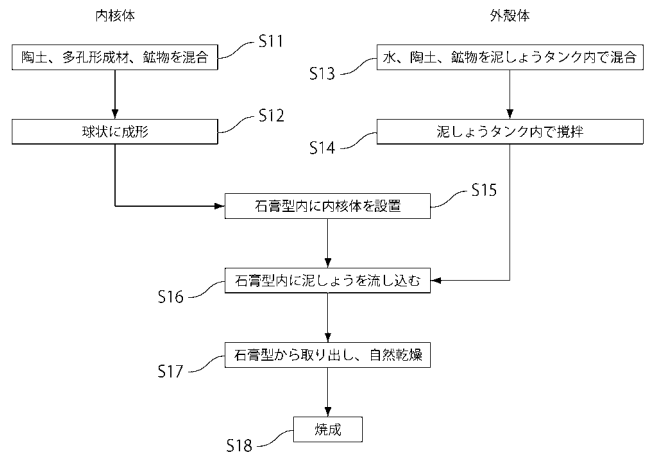 内核体
外殻体
S11
陶土、多孔形成材、鉱物を混合
S13
水、陶土、鉱物を泥しょうタンク内で混合
S12
球状に成形
S14
泥しょうタンク内で撹拌
S15
石膏型内に内核体を設置
S16
石膏型内に泥しょうを流し込む
S17
石膏型から取り出し、自然乾燥
S18
焼成